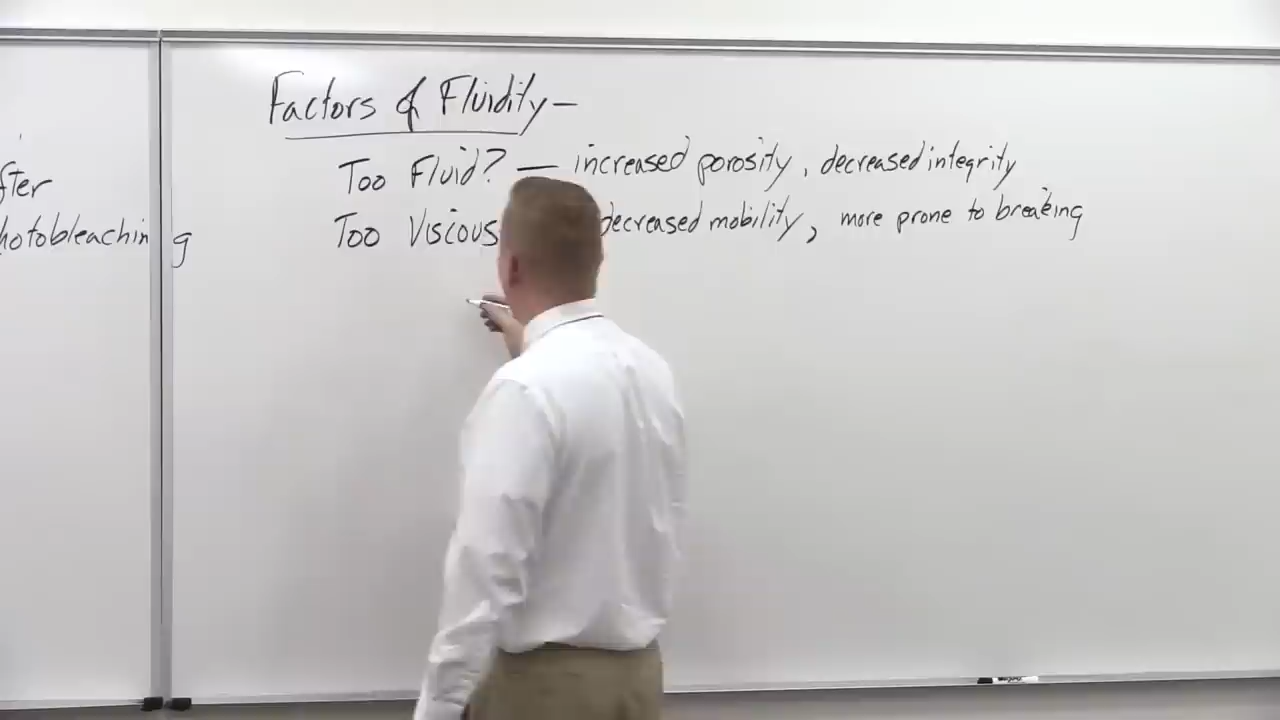 fter
hotobleaching
Factors of Fluidity –
Too Fluid? — increased porosity, decreased integrity
Too Viscous decreased mobility, more prone to breaking